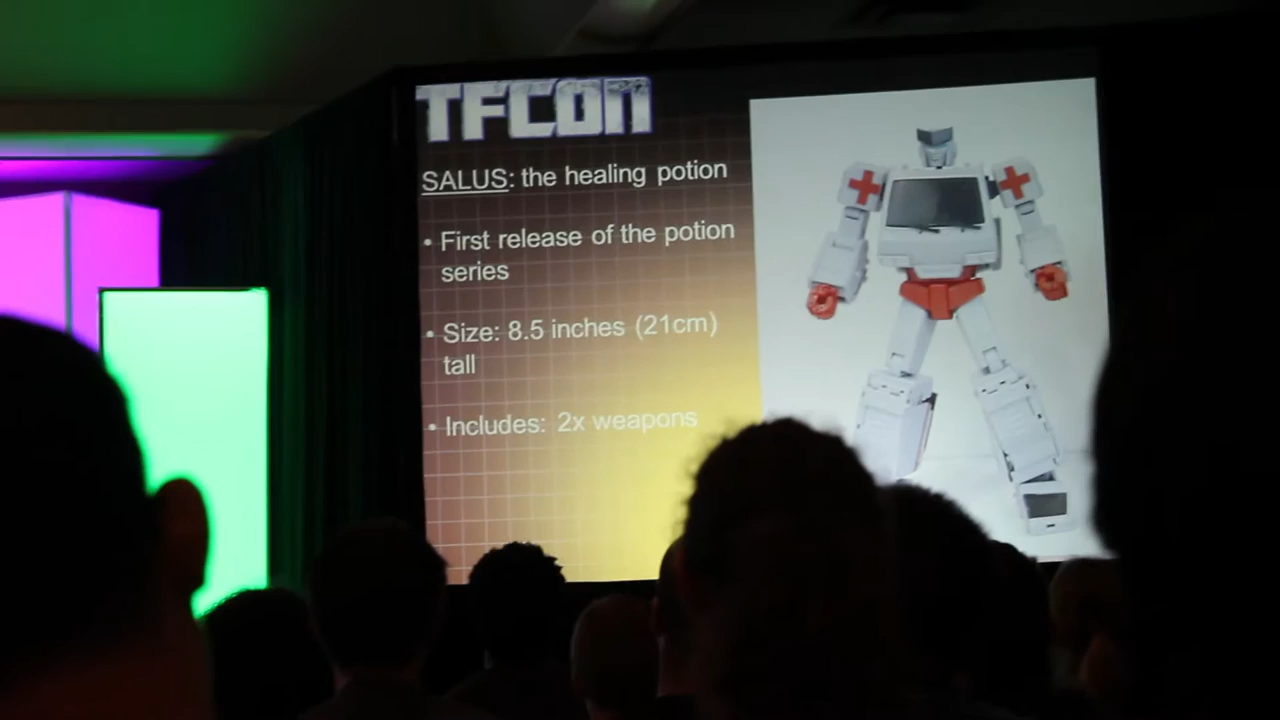 TFCON
SALUS: the healing potion
• First release of the potion
series
• Size: 8.5 inches (21cm)
tall
• Includes: 2x weapons